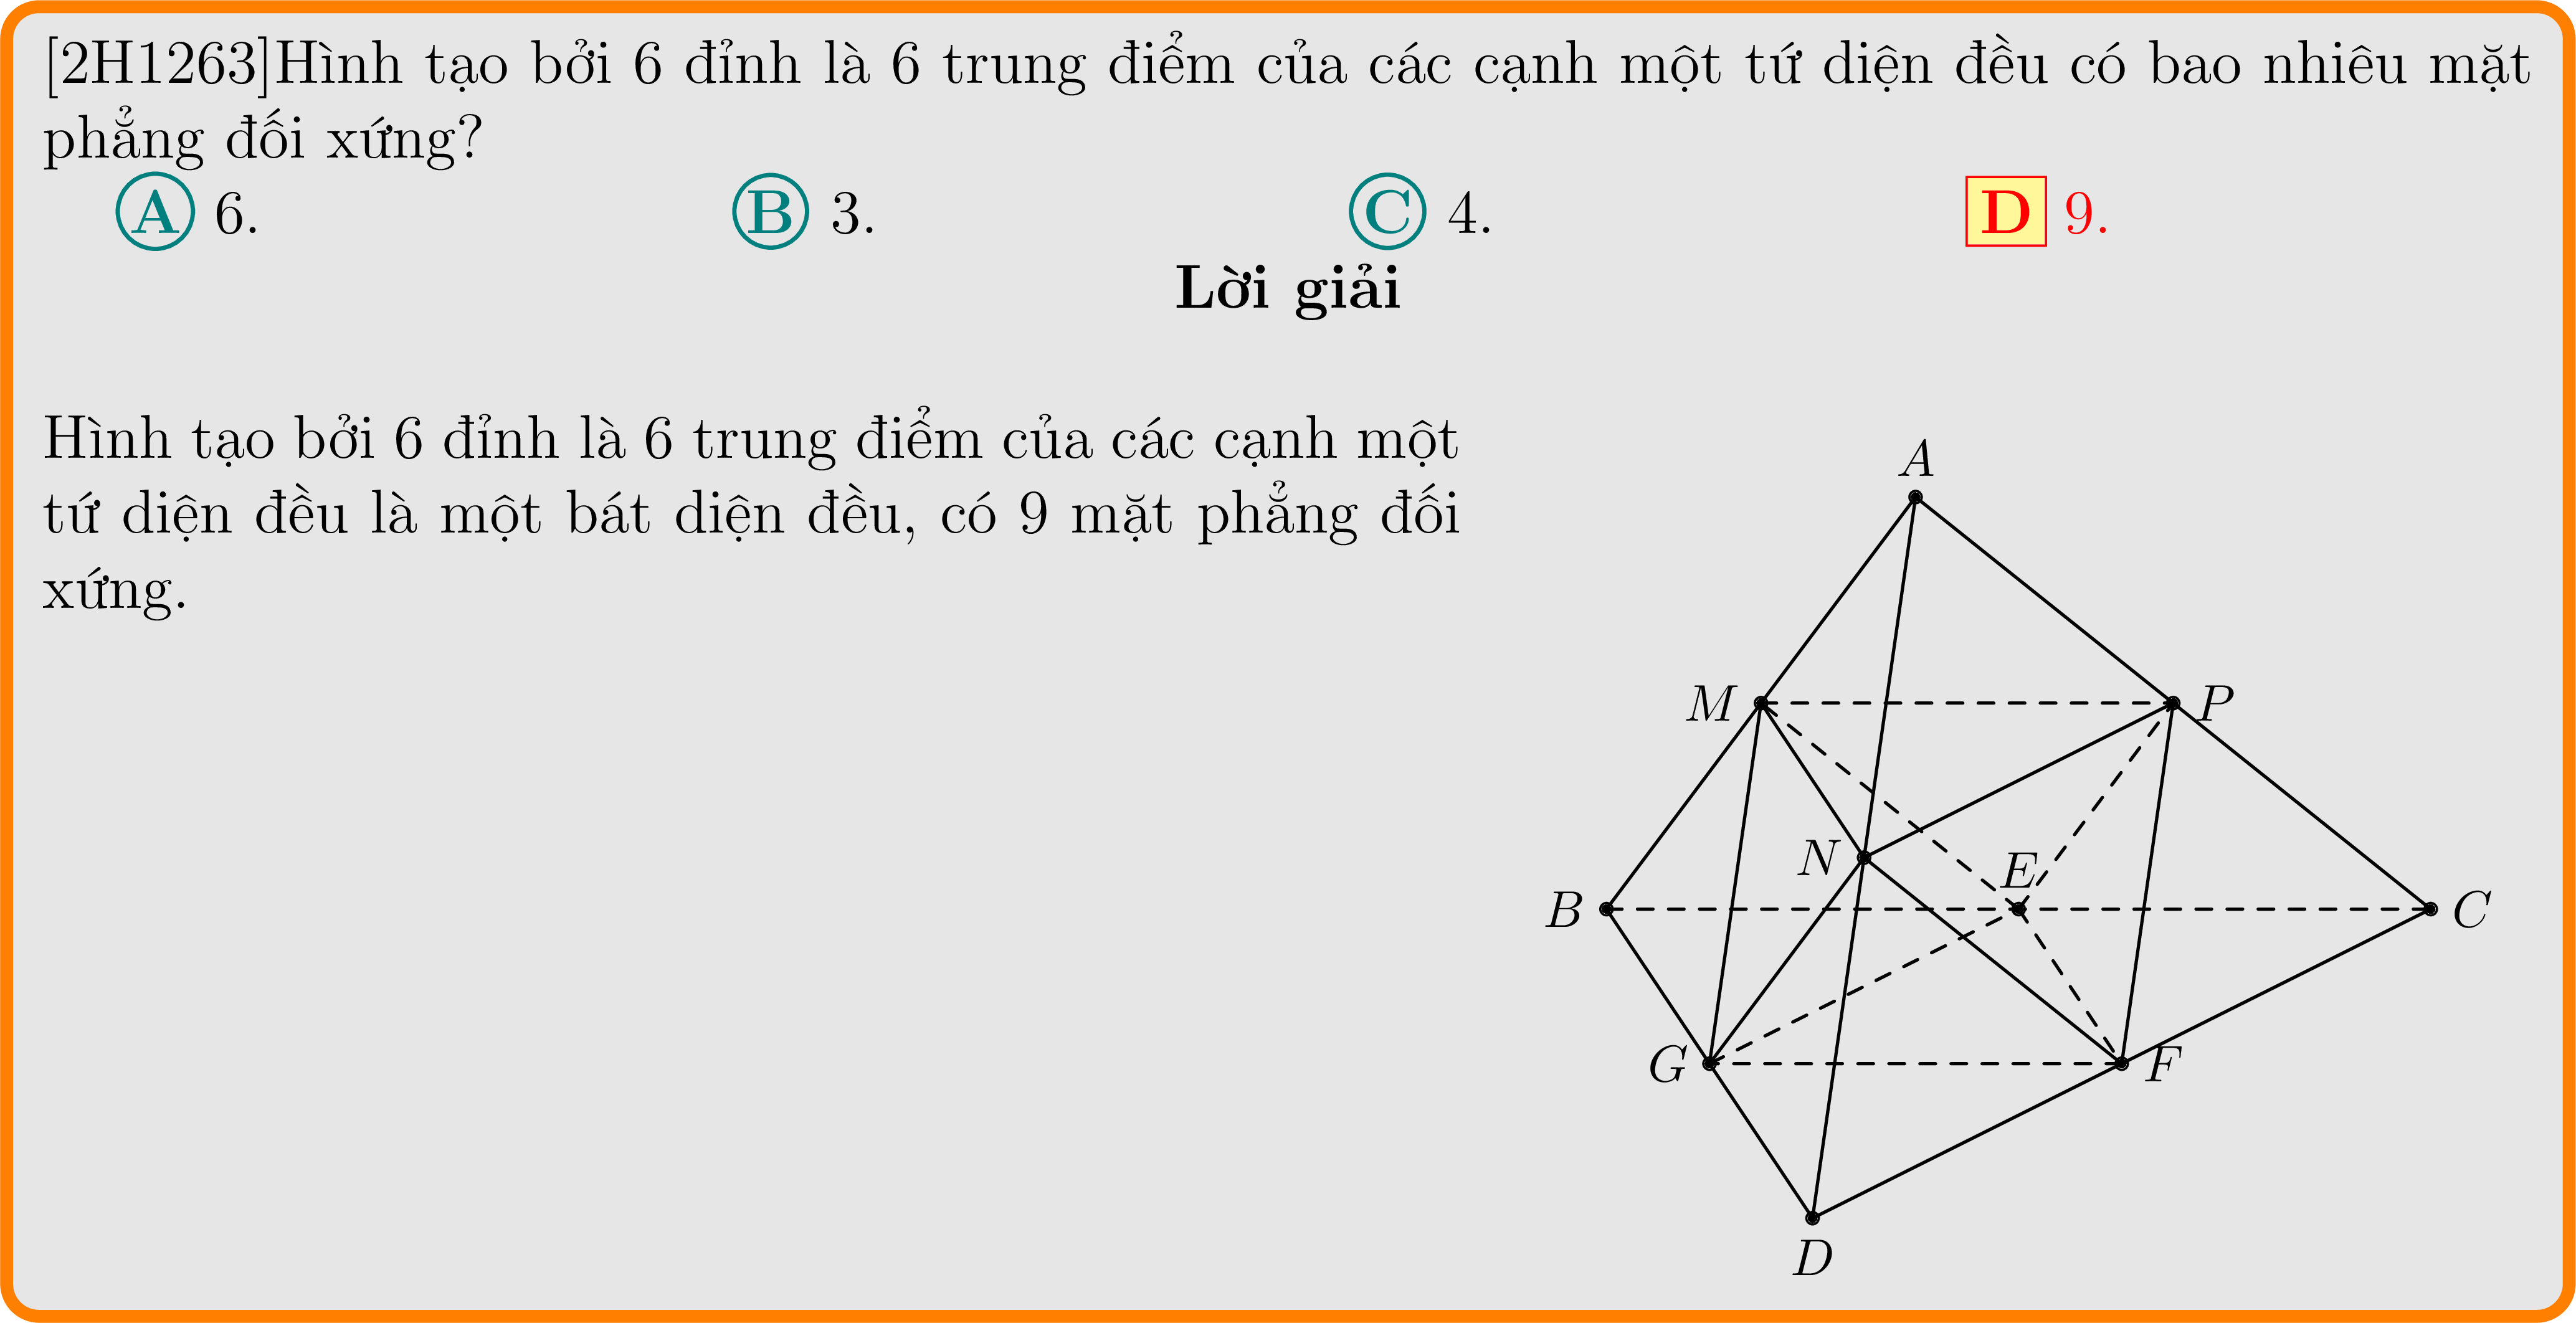 [2H1263]Hình tạo bởi 6 đỉnh là 6 trung điểm của các cạnh một tứ diện đều có bao nhiêu mặt
phẳng đối xứng?
A 6. B 3. C 4. D 9.
Lời giải
Hình tạo bởi 6 đỉnh là 6 trung điểm của các cạnh một
tứ diện đều là một bát diện đều, có 9 mặt phẳng đối
xứng.
A
M P
N E
B C
G F
D